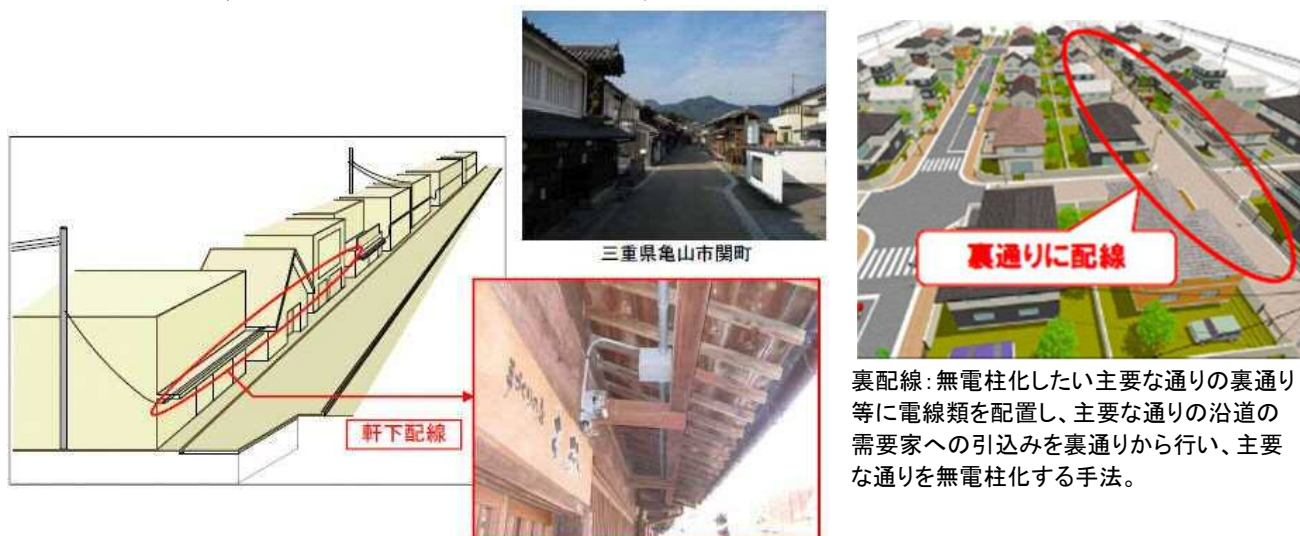 三重県亀山市関町
軒下配線
裏通りに配線
裏配線：無電柱化したい主要な通りの裏通り
等に電線類を配置し、主要な通りの沿道の
需要家への引込みを裏通りから行い、主要
な通りを無電柱化する手法。